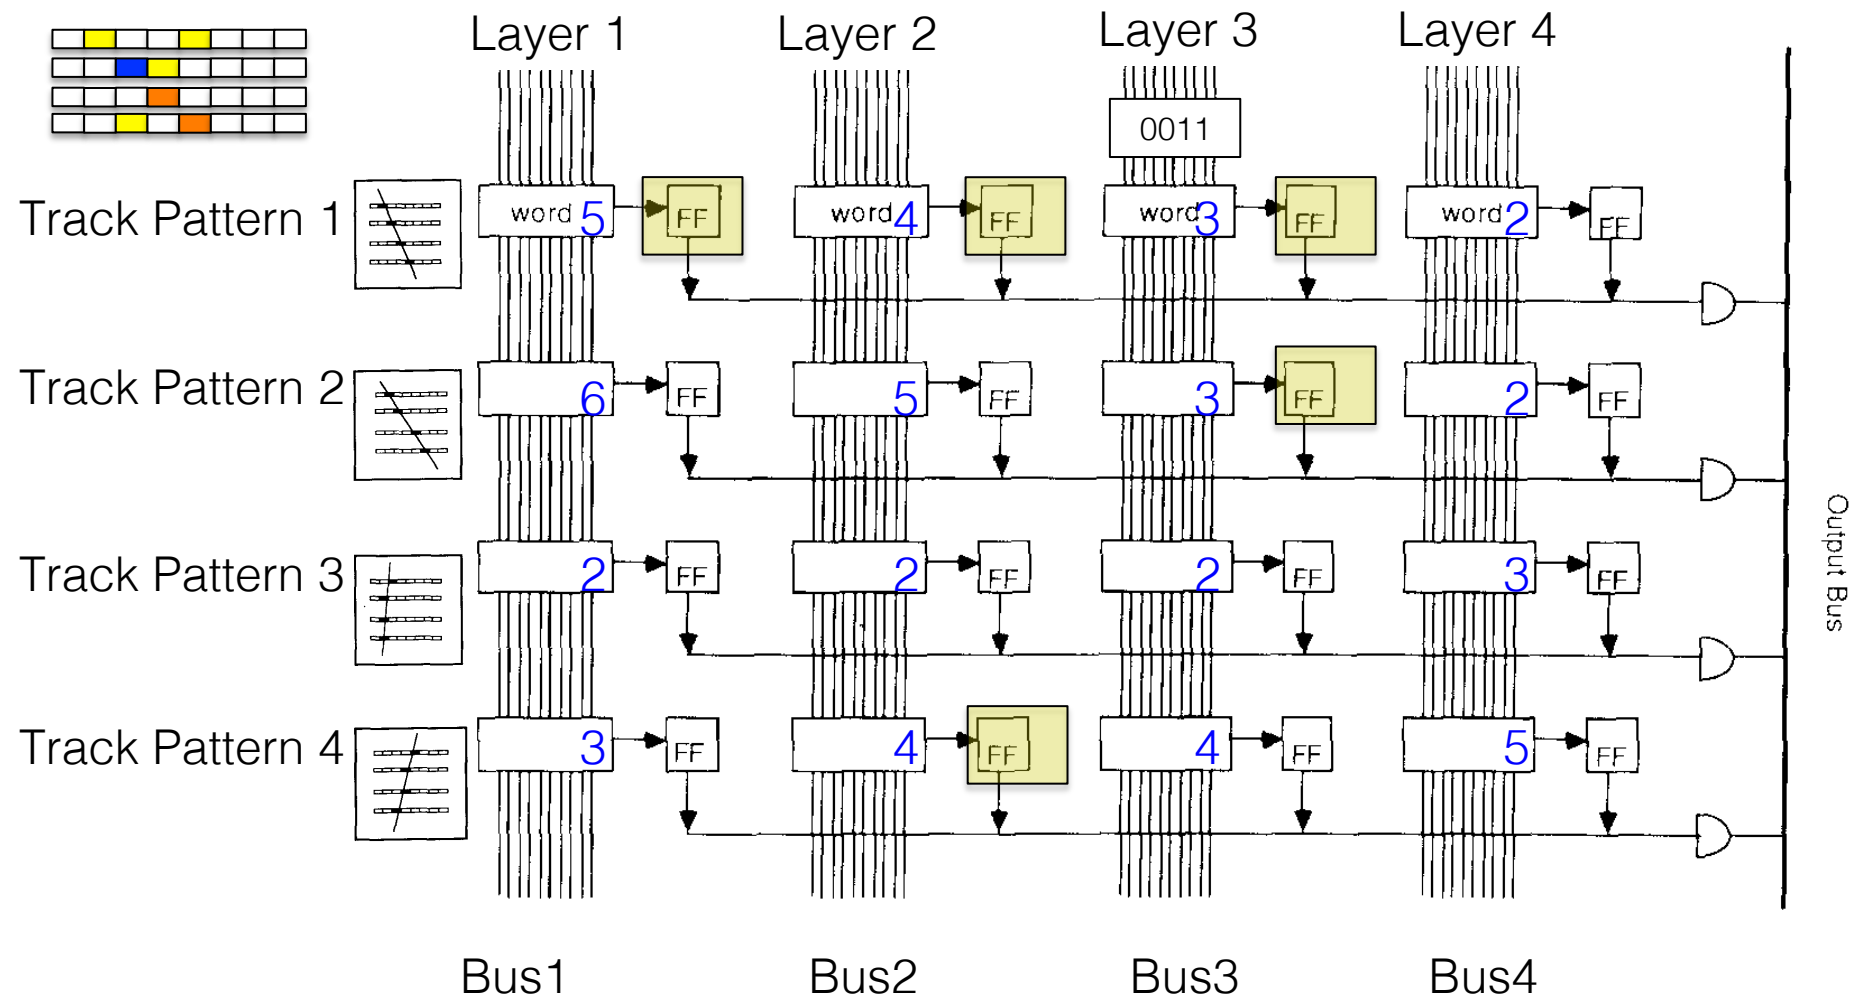 Layer 1 Layer 2 Layer 3 Layer 4
0011
Track Pattern 1 word 5 FF word 4 FF word 3 FF word 2 FF
Track Pattern 2 6 FF 5 FF 3 FF 2 FF
Track Pattern 3 2 FF 2 FF 2 FF 3 FF
Track Pattern 4 3 FF 4 FF 4 FF 5 FF
Output Bus
Bus1 Bus2 Bus3 Bus4